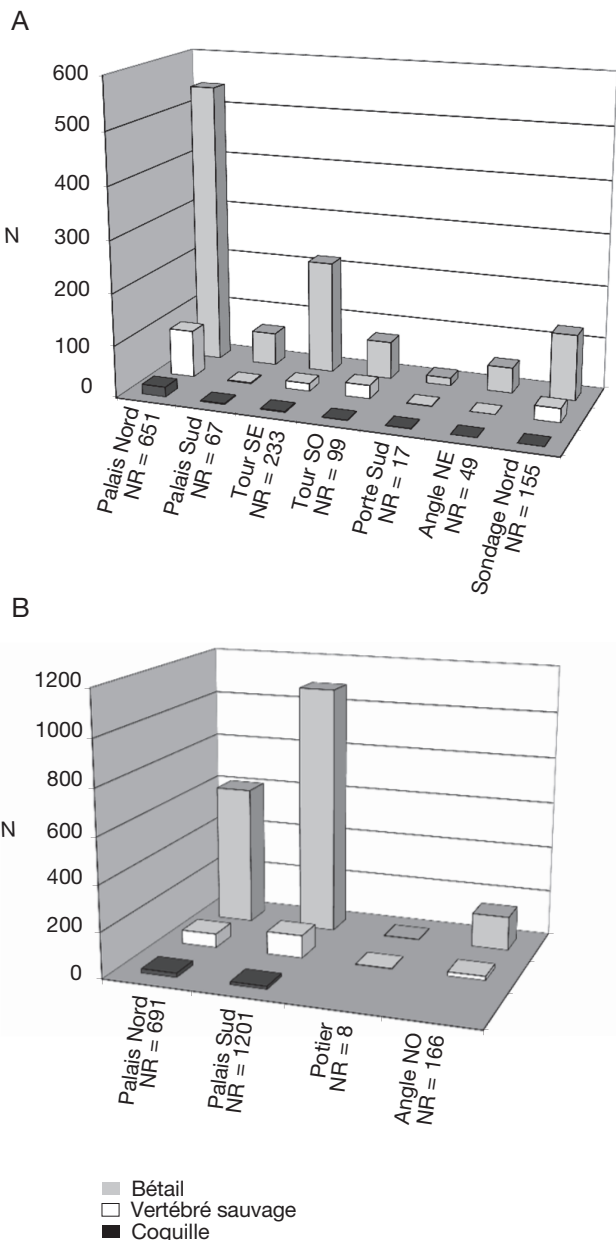 A
600
500
400
300
200
100
0
N
Palais Nord
NR = 651
Palais Sud
NR = 67
Tour SE
NR = 233
Tour SO
NR = 99
Porte Sud
NR = 17
Angle NE
NR = 49
Sondage Nord
NR = 155
B
1200
1000
800
600
400
200
0
N
Palais Nord
NR = 691
Palais Sud
NR = 1201
Potier
NR = 8
Angle NO
NR = 166
Bétail
Vertébré sauvage
Coquille